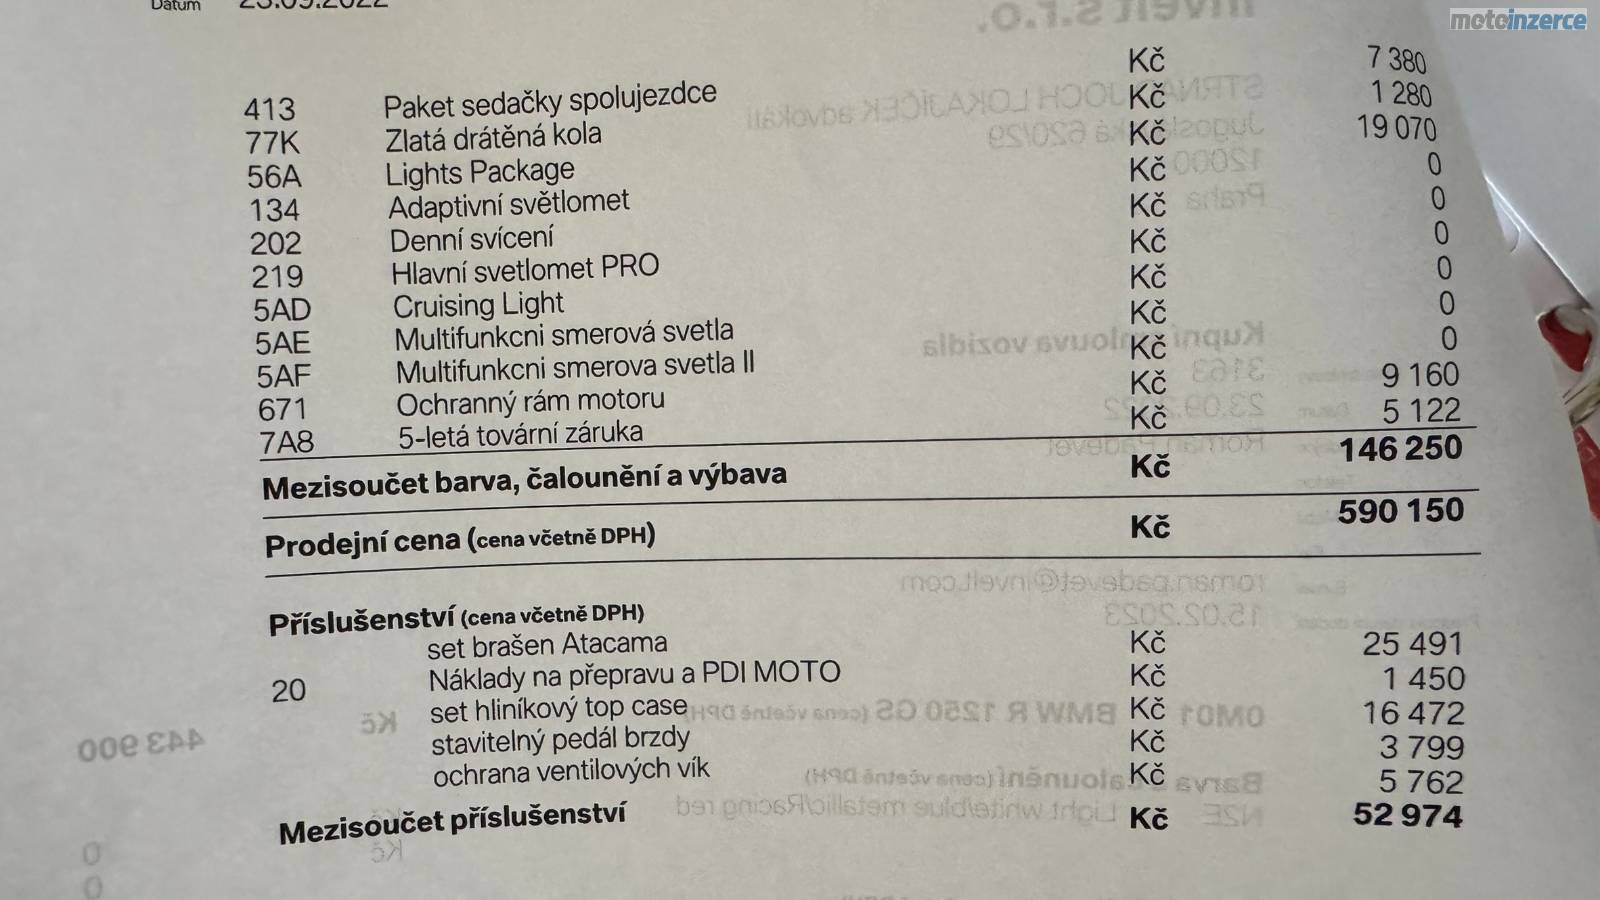 Datum 23.09.2022
413 Paket sedačky spolujezdce Kč 7 380
77K Zlatá drátěná kola Kč 1 280
56A Lights Package Kč 19 070
134 Adaptivní světlomet Kč 0
202 Denní svícení Kč 0
219 Hlavní svetlomet PRO Kč 0
5AD Cruising Light Kč 0
5AE Multifunkcni smerová svetla Kč 0
5AF Multifunkcni smerova svetla II Kč 0
671 Ochranný rám motoru Kč 9 160
7A8 5-letá tovární záruka Kč 5 122
Mezisoučet barva, čalounění a výbava Kč 146 250
Prodejní cena (cena včetně DPH) Kč 590 150
Příslušenství (cena včetně DPH)
set brašen Atacama Kč 25 491
20 Náklady na přepravu a PDI MOTO Kč 1 450
set hliníkový top case Kč 16 472
stavitelný pedál brzdy Kč 3 799
ochrana ventilových vík Kč 5 762
Mezisoučet příslušenství Kč 52 974
motoinzerce